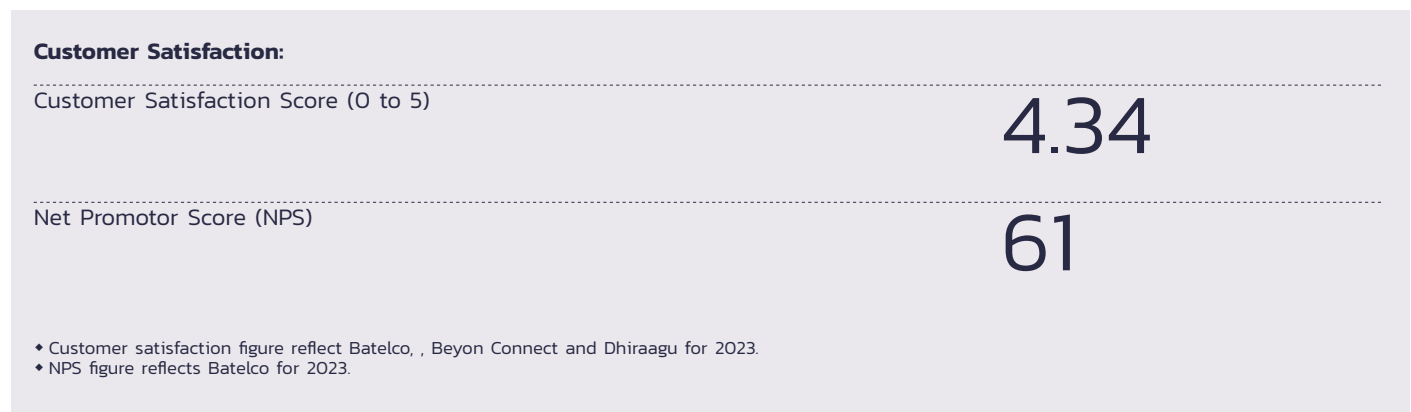 Customer Satisfaction:
Customer Satisfaction Score (0 to 5)
4.34
Net Promotor Score (NPS)
61
◆ Customer satisfaction figure reflect Batelco, , Beyon Connect and Dhiraagu for 2023.
◆ NPS figure reflects Batelco for 2023.